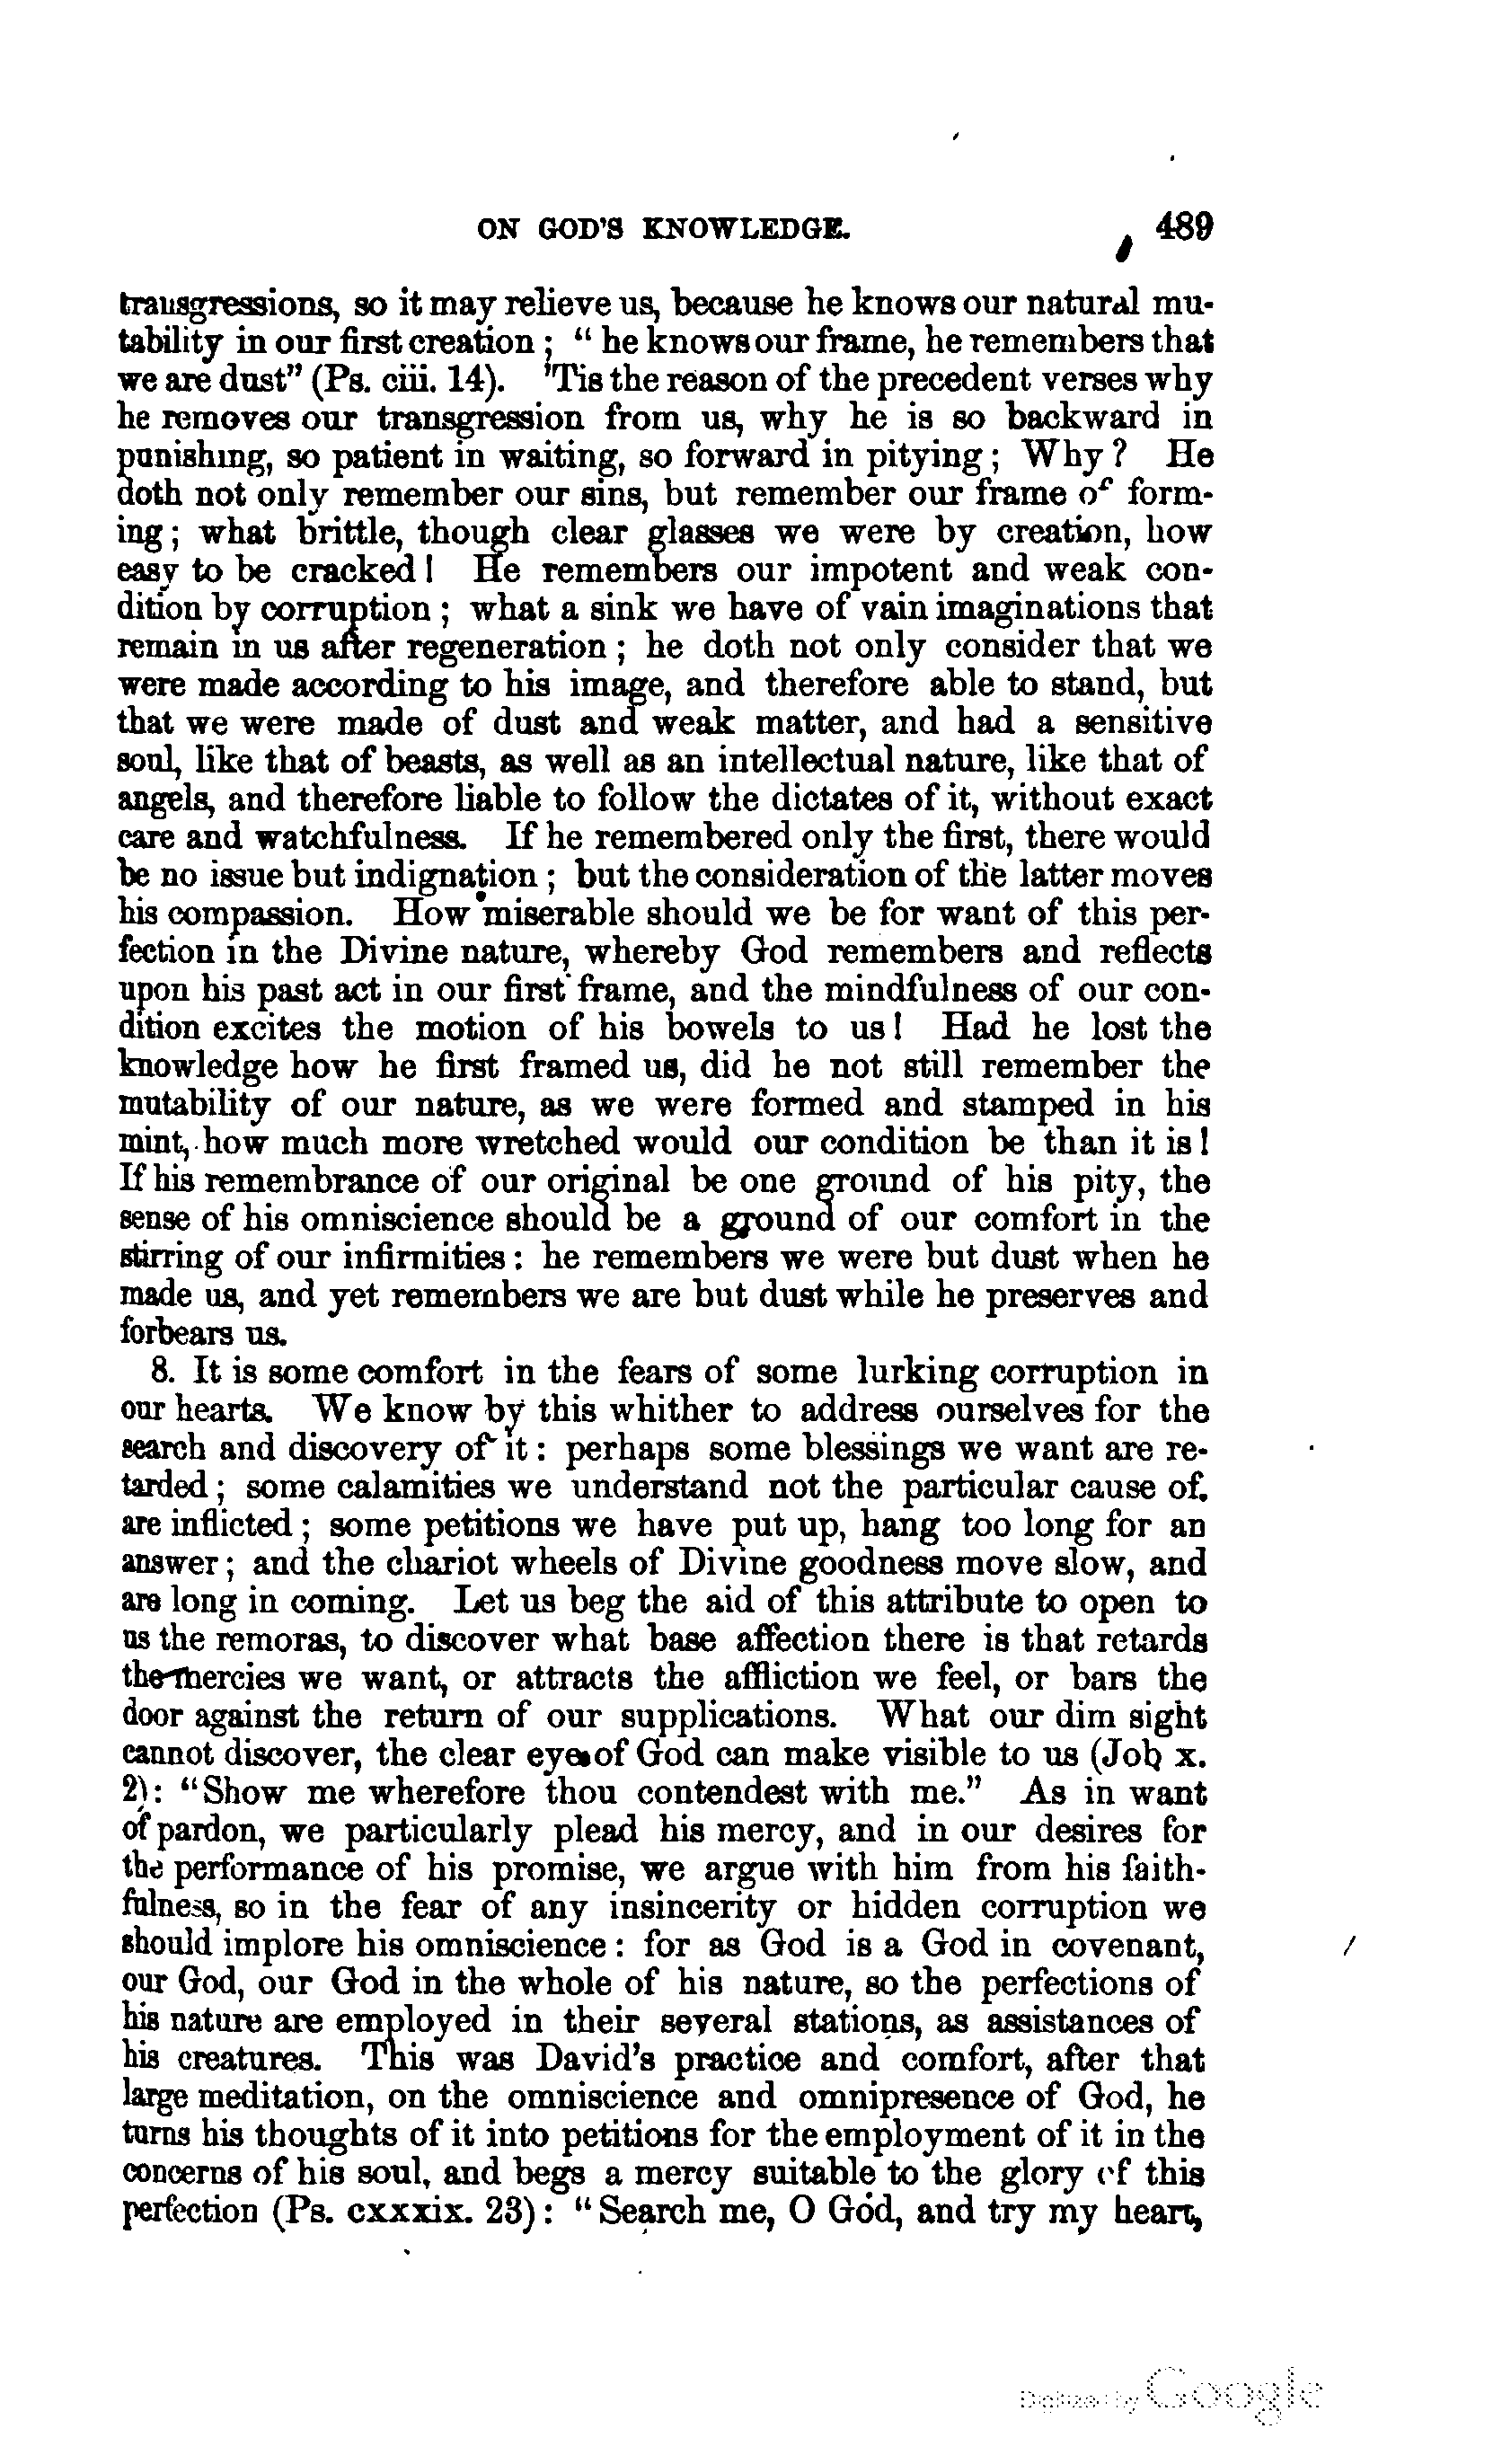 ON GOD'S KNOWLEDGE. 489
transgressions, so it may relieve us, because he knows our natural mu-
tability in our first creation; "he knows our frame, he remembers that
we are dust" (Ps. ciii. 14). 'Tis the reason of the precedent verses why
he removes our transgression from us, why he is so backward in
punishing, so patient in waiting, so forward in pitying; Why? He
doth not only remember our sins, but remember our frame of form-
ing; what brittle, though clear glasses we were by creation, how
easy to be cracked! He remembers our impotent and weak con-
dition by corruption; what a sink we have of vain imaginations that
remain in us after regeneration; he doth not only consider that we
were made according to his image, and therefore able to stand, but
that we were made of dust and weak matter, and had a sensitive
soul, like that of beasts, as well as an intellectual nature, like that of
angels, and therefore liable to follow the dictates of it, without exact
care and watchfulness. If he remembered only the first, there would
be no issue but indignation; but the consideration of the latter moves
his compassion. How miserable should we be for want of this per-
fection in the Divine nature, whereby God remembers and reflects
upon his past act in our first frame, and the mindfulness of our con-
dition excites the motion of his bowels to us! Had he lost the
knowledge how he first framed us, did he not still remember the
mutability of our nature, as we were formed and stamped in his
mint, how much more wretched would our condition be than it is!
If his remembrance of our original be one ground of his pity, the
sense of his omniscience should be a ground of our comfort in the
stirring of our infirmities: he remembers we were but dust when he
made us, and yet remembers we are but dust while he preserves and
forbears us.
8. It is some comfort in the fears of some lurking corruption in
our hearts. We know by this whither to address ourselves for the
search and discovery of it: perhaps some blessings we want are re-
tarded; some calamities we understand not the particular cause of,
are inflicted; some petitions we have put up, hang too long for an
answer; and the chariot wheels of Divine goodness move slow, and
are long in coming. Let us beg the aid of this attribute to open to
us the remoras, to discover what base affection there is that retards
the mercies we want, or attracts the affliction we feel, or bars the
door against the return of our supplications. What our dim sight
cannot discover, the clear eye of God can make visible to us (Job x.
2): "Show me wherefore thou contendest with me." As in want
of pardon, we particularly plead his mercy, and in our desires for
the performance of his promise, we argue with him from his faith-
fulness, so in the fear of any insincerity or hidden corruption we
should implore his omniscience: for as God is a God in covenant,
our God, our God in the whole of his nature, so the perfections of
his nature are employed in their several stations, as assistances of
his creatures. This was David's practice and comfort, after that
large meditation, on the omniscience and omnipresence of God, he
turns his thoughts of it into petitions for the employment of it in the
concerns of his soul, and begs a mercy suitable to the glory of this
perfection (Ps. cxxxix. 23): "Search me, O God, and try my heart,
Digitized by Google